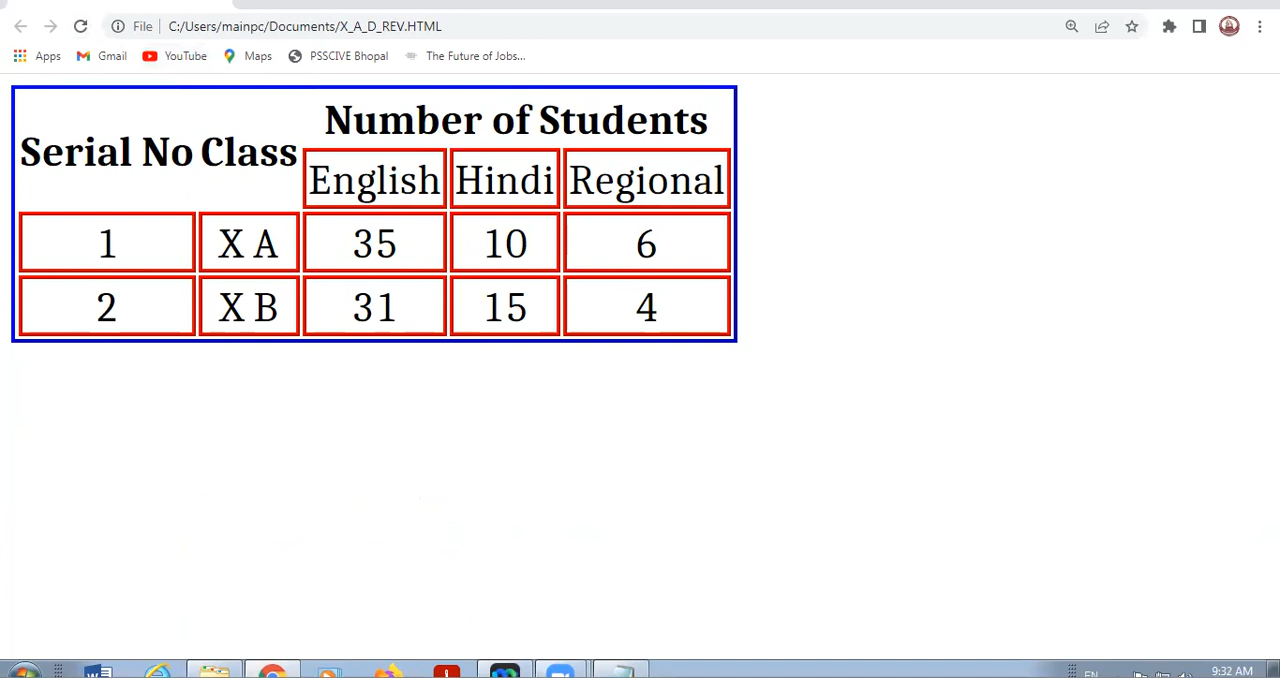 File C:/Users/mainpc/Documents/X_A_D_REV.HTML
Apps Gmail YouTube Maps PSSCIVE Bhopal The Future of Jobs...
Number of Students
Serial No Class
English Hindi Regional
1 X A 35 10 6
2 X B 31 15 4
EN 9:32 AM